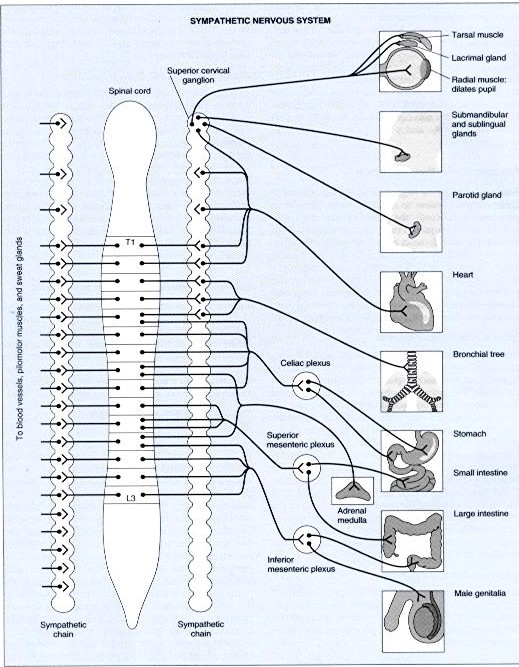 SYMPATHETIC NERVOUS SYSTEM
Tarsal muscle
Lacrimal gland
Radial muscle:
dilates pupil
Superior cervical
ganglion
Spinal cord
Submandibular
and sublingual
glands
Parotid gland
T1
Heart
To blood vessels, pilomotor muscles, and sweat glands
Bronchial tree
Celiac plexus
Stomach
Superior
mesenteric plexus
Small intestine
L3
Adrenal
medulla
Large intestine
Inferior
mesenteric plexus
Male genitalia
Sympathetic
chain
Sympathetic
chain